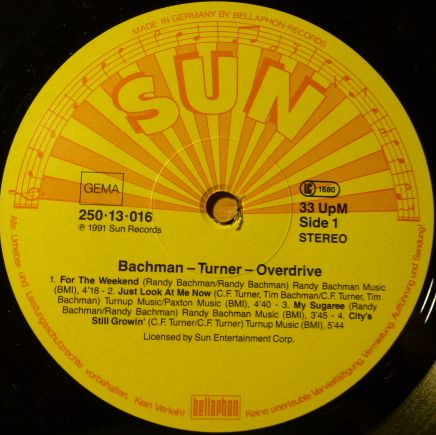 MADE IN GERMANY BY BELLAPHON-RECORDS
SUN
GEMA
LC 1680
250·13·016
℗ 1991 Sun Records
33 UpM
Side 1
STEREO
Bachman – Turner – Overdrive
1. For The Weekend (Randy Bachman/Randy Bachman) Randy Bachman Music
(BMI), 4'18 - 2. Just Look At Me Now (C.F. Turner, Tim Bachman/C.F. Turner, Tim
Bachman) Turnup Music/Paxton Music (BMI), 4'40 - 3. My Sugaree (Randy
Bachman/Randy Bachman) Randy Bachman Music (BMI), 3'45 - 4. City's
Still Growin' (C.F. Turner/C.F. Turner) Turnup Music (BMI), 5'44
Licensed by Sun Entertainment Corp.
Alle Urheber- und Leistungsschutzrechte vorbehalten. Kein Verleih! Keine unerlaubte Vervielfältigung, Vermietung, Aufführung und Sendung!
bellaphon